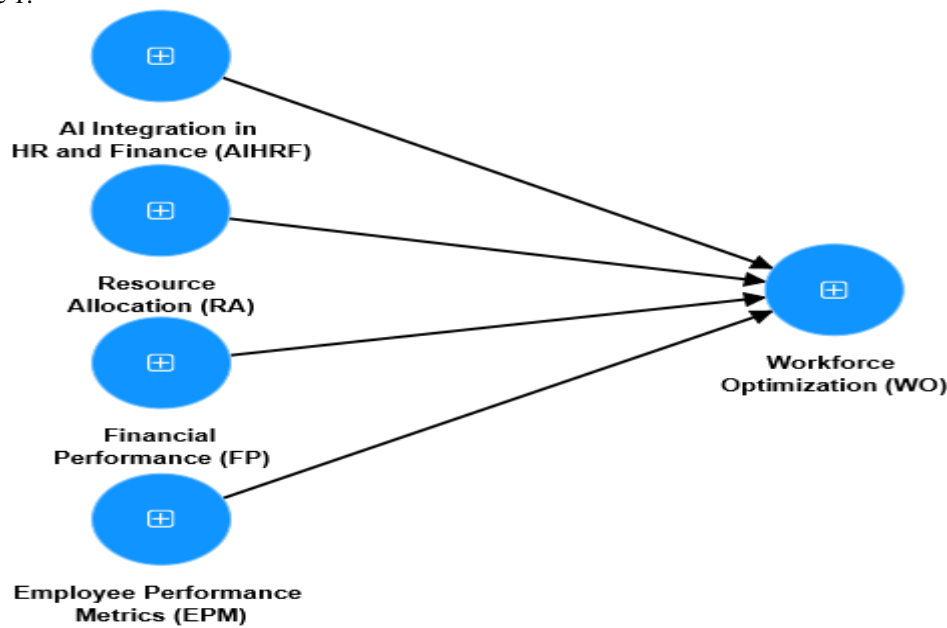 AI Integration in
HR and Finance (AIHRF)
Resource
Allocation (RA)
Financial
Performance (FP)
Employee Performance
Metrics (EPM)
Workforce
Optimization (WO)